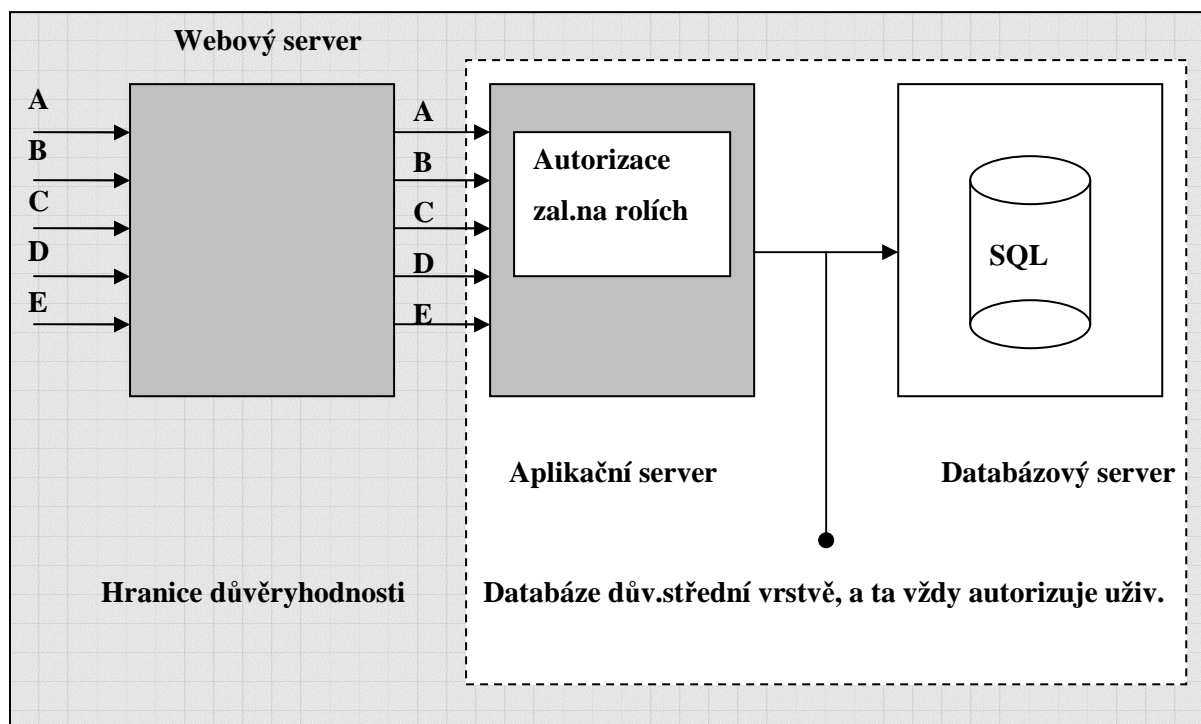 Webový server
A
B
C
D
E
A
B
C
D
E
Autorizace
zal.na rolích
SQL
Aplikační server
Databázový server
Hranice důvěryhodnosti
Databáze dův.střední vrstvě, a ta vždy autorizuje uživ.